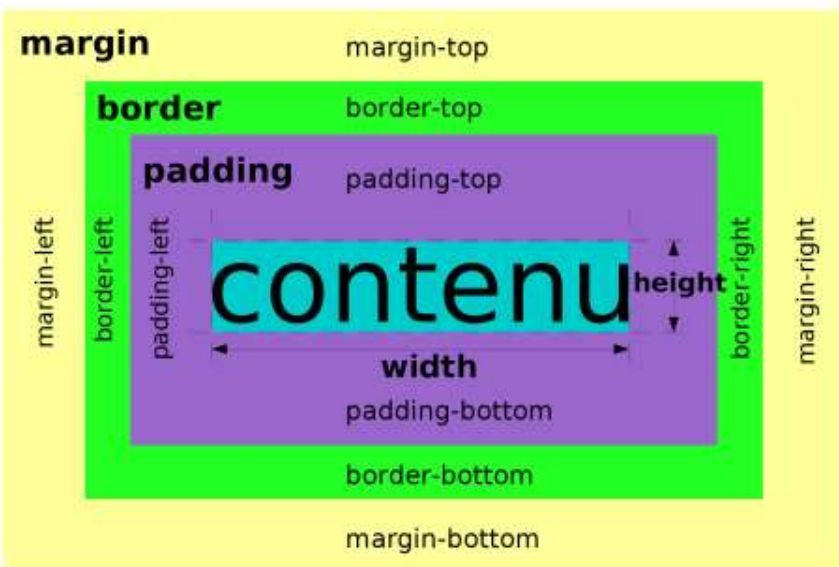 margin
margin-top
border
border-top
padding
padding-top
margin-left
border-left
padding-left
contenu
height
border-right
margin-right
width
padding-bottom
border-bottom
margin-bottom